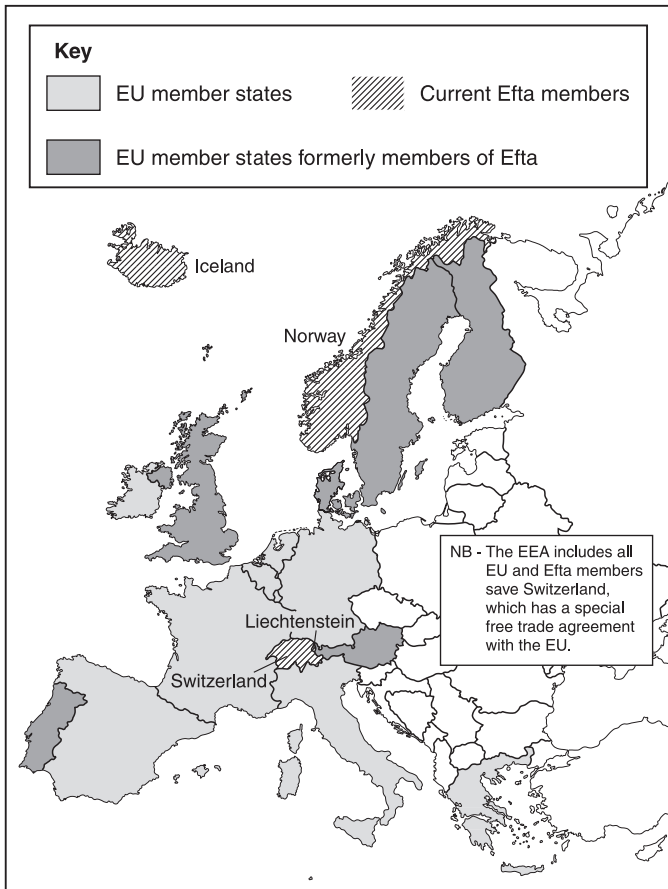 Key
EU member states
Current Efta members
EU member states formerly members of Efta
Iceland
Norway
NB - The EEA includes all
EU and Efta members
save Switzerland,
which has a special
free trade agreement
with the EU.
Liechtenstein
Switzerland